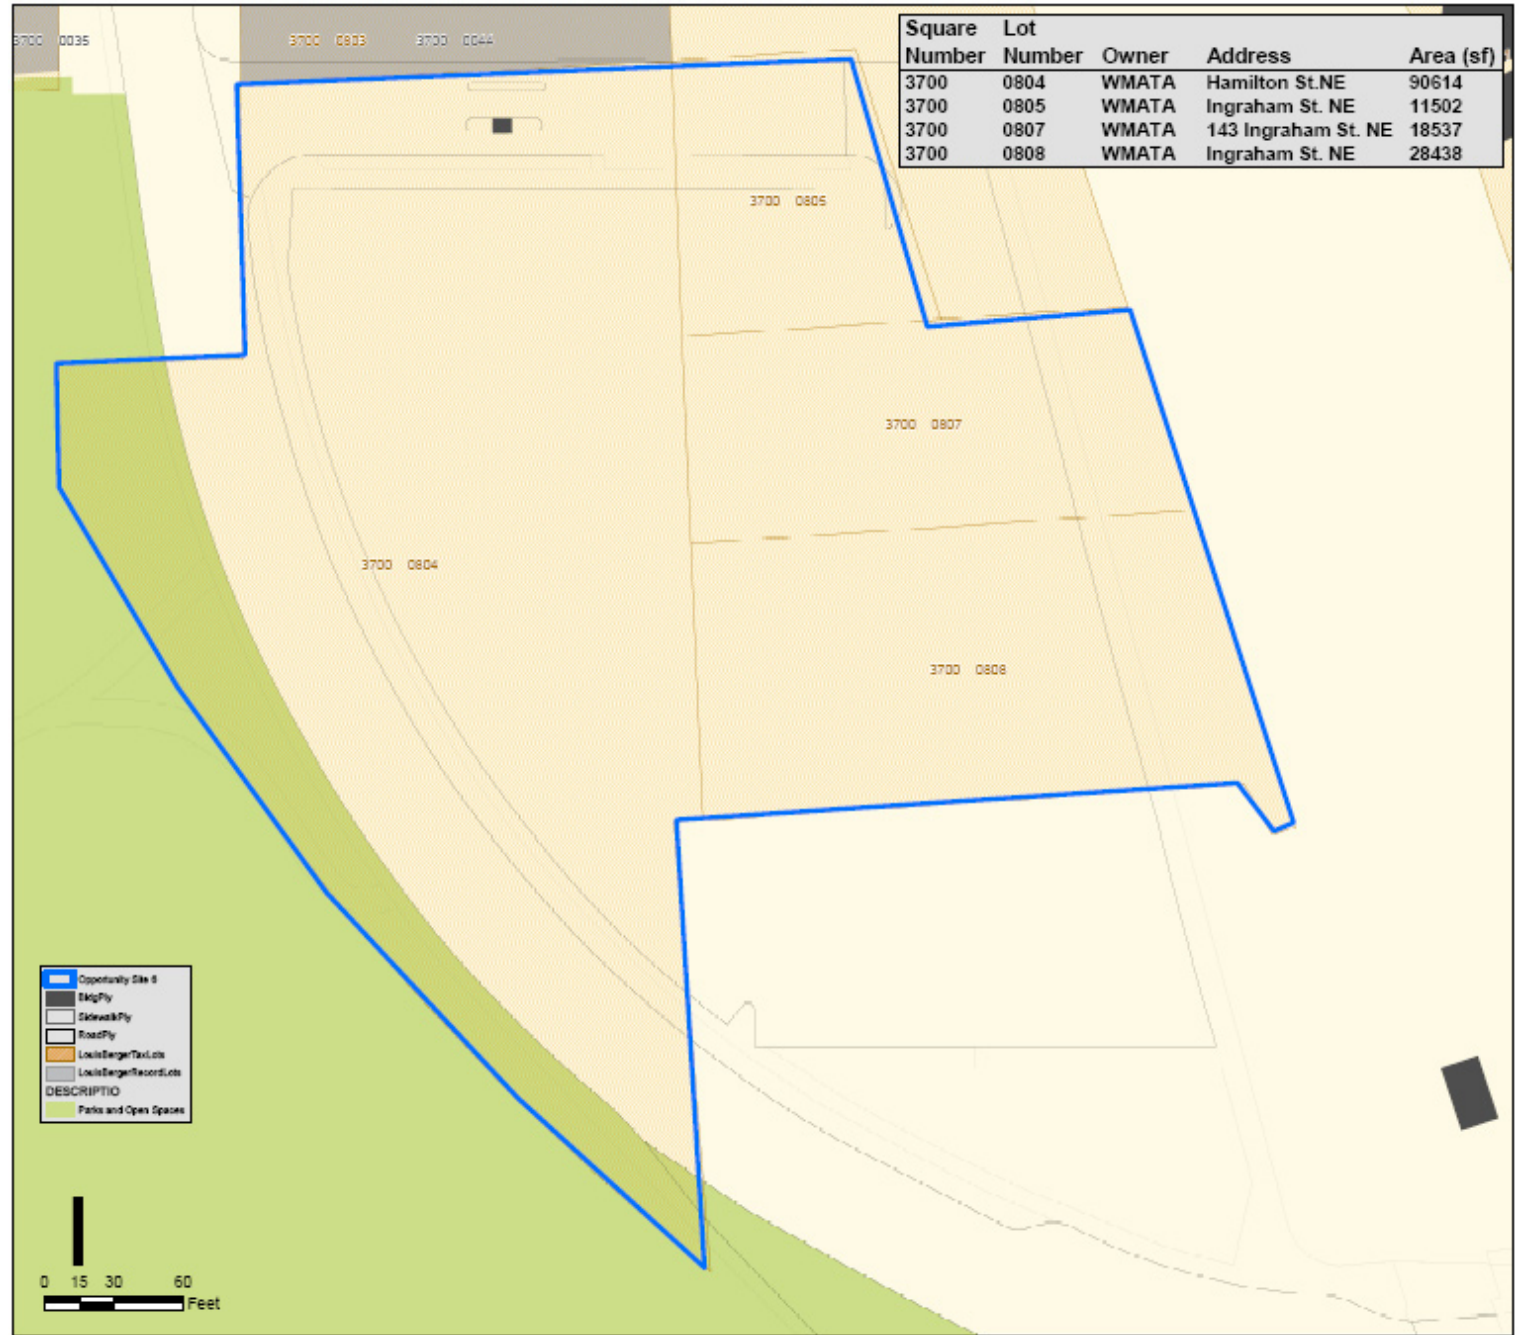 3700 0035
3700 0803 3700 0044
Square Lot
Number Number Owner Address Area (sf)
3700 0804 WMATA Hamilton St.NE 90614
3700 0805 WMATA Ingraham St. NE 11502
3700 0807 WMATA 143 Ingraham St. NE 18537
3700 0808 WMATA Ingraham St. NE 28438
3700 0805
3700 0807
3700 0804
3700 0808
Opportunity Site 6
BldgPly
SidewalkPly
RoadPly
LouisBergerTaxLots
LouisBergerRecordLots
DESCRIPTIO
Parks and Open Spaces
0 15 30 60
Feet